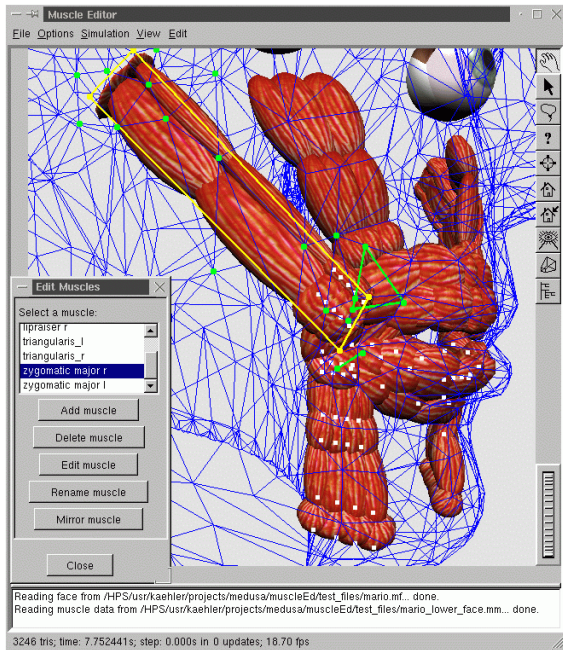 Muscle Editor
File Options Simulation View Edit
?
Edit Muscles
Select a muscle:
lipraiser r
triangularis_l
triangularis_r
zygomatic major r
zygomatic major l
Add muscle
Delete muscle
Edit muscle
Rename muscle
Mirror muscle
Close
Reading face from /HPS/usr/kaehler/projects/medusa/muscleEd/test_files/mario.mf... done.
Reading muscle data from /HPS/usr/kaehler/projects/medusa/muscleEd/test_files/mario_lower_face.mm... done.
3246 tris; time: 7.752441s; step: 0.000s in 0 updates; 18.70 fps